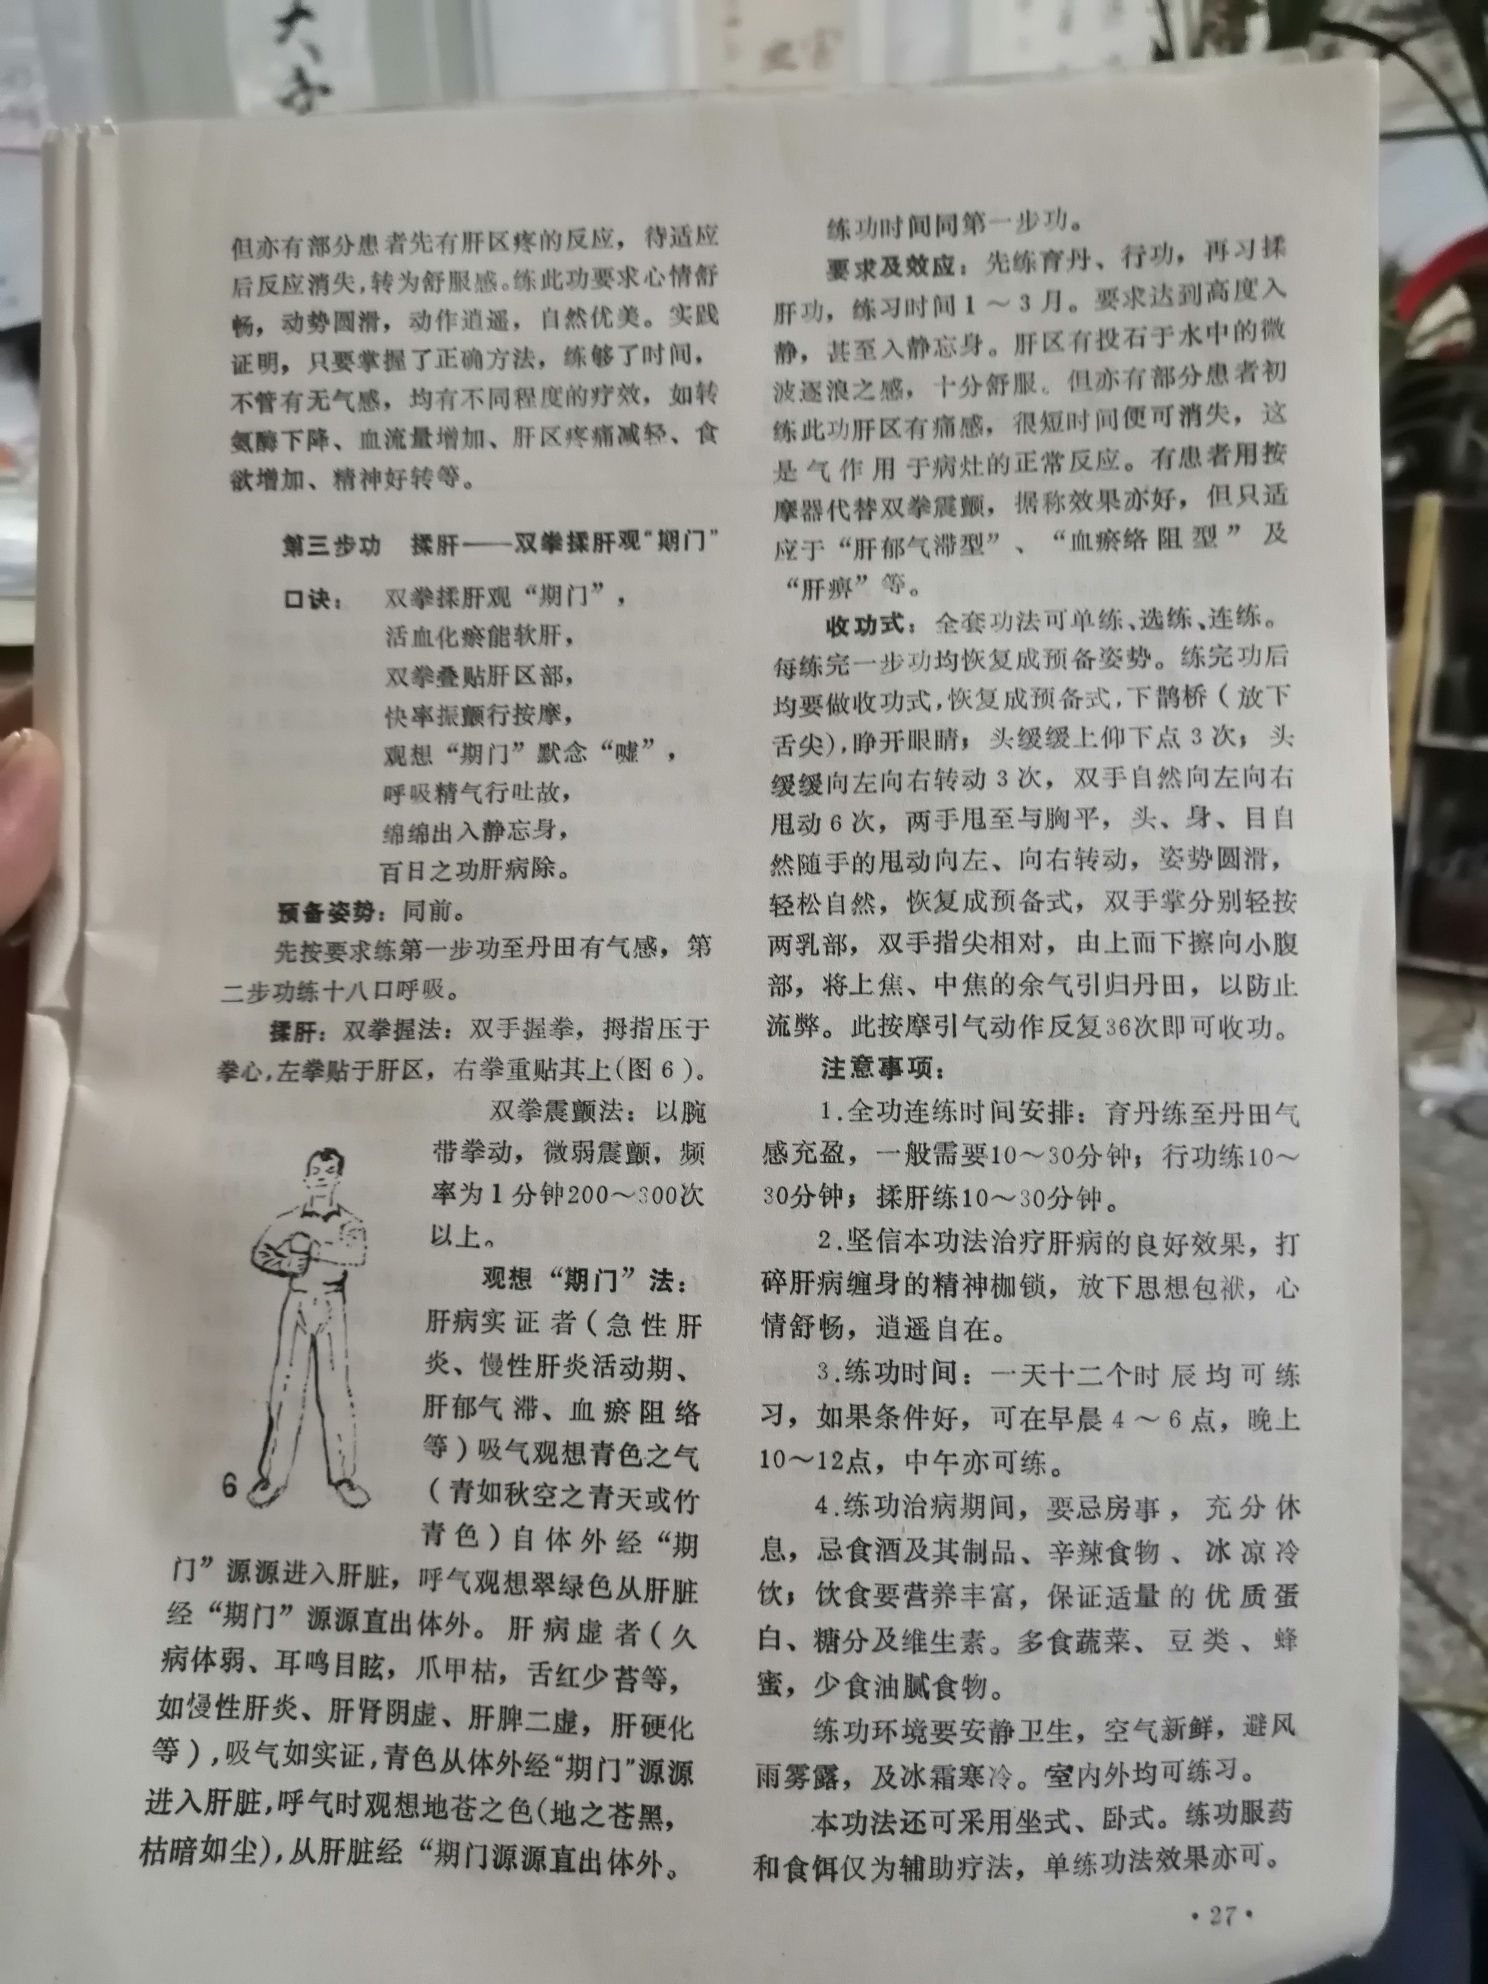 大
但亦有部分患者先有肝区疼的反应，待适应
后反应消失，转为舒服感。练此功要求心情舒
畅，动势圆滑，动作逍遥，自然优美。实践
证明，只要掌握了正确方法，练够了时间，
不管有无气感，均有不同程度的疗效，如转
氨酶下降、血流量增加、肝区疼痛减轻、食
欲增加、精神好转等。
第三步功 揉肝——双拳揉肝观“期门”
口诀： 双拳揉肝观“期门”，
活血化瘀能软肝，
双拳叠贴肝区部，
快率振颤行按摩，
观想“期门”默念“嘘”，
呼吸精气行吐故，
绵绵出入静忘身，
百日之功肝病除。
预备姿势：同前。
先按要求练第一步功至丹田有气感，第
二步功练十八口呼吸。
揉肝：双拳握法：双手握拳，拇指压于
拳心，左拳贴于肝区，右拳重贴其上(图6)。
双拳震颤法：以腕
带拳动，微弱震颤，频
率为1分钟200～300次
以上。
观想“期门”法：
肝病实证者(急性肝
炎、慢性肝炎活动期、
肝郁气滞、血瘀阻络
等)吸气观想青色之气
(青如秋空之青天或竹
青色)自体外经“期
6
门”源源进入肝脏，呼气观想翠绿色从肝脏
经“期门”源源直出体外。肝病虚者(久
病体弱、耳鸣目眩，爪甲枯，舌红少苔等，
如慢性肝炎、肝肾阴虚、肝脾二虚，肝硬化
等)，吸气如实证，青色从体外经“期门”源源
进入肝脏，呼气时观想地苍之色(地之苍黑，
枯暗如尘)，从肝脏经“期门源源直出体外。
练功时间同第一步功。
要求及效应：先练育丹、行功，再习揉
肝功，练习时间1～3月。要求达到高度入
静，甚至入静忘身。肝区有投石于水中的微
波逐浪之感，十分舒服。但亦有部分患者初
练此功肝区有痛感，很短时间便可消失，这
是气作用于病灶的正常反应。有患者用按
摩器代替双拳震颤，据称效果亦好，但只适
应于“肝郁气滞型”、“血瘀络阻型”及
“肝痹”等。
收功式：全套功法可单练、选练、连练。
每练完一步功均恢复成预备姿势。练完功后
均要做收功式，恢复成预备式，下鹊桥(放下
舌尖)，睁开眼睛；头缓缓上仰下点3次；头
缓缓向左向右转动3次，双手自然向左向右
甩动6次，两手甩至与胸平，头、身、目自
然随手的甩动向左、向右转动，姿势圆滑，
轻松自然，恢复成预备式，双手掌分别轻按
两乳部，双手指尖相对，由上而下擦向小腹
部，将上焦、中焦的余气引归丹田，以防止
流弊。此按摩引气动作反复36次即可收功。
注意事项：
1.全功连练时间安排：育丹练至丹田气
感充盈，一般需要10～30分钟；行功练10～
30分钟；揉肝练10～30分钟。
2.坚信本功法治疗肝病的良好效果，打
碎肝病缠身的精神枷锁，放下思想包袱，心
情舒畅，逍遥自在。
3.练功时间：一天十二个时辰均可练
习，如果条件好，可在早晨4～6点，晚上
10～12点，中午亦可练。
4.练功治病期间，要忌房事，充分休
息，忌食酒及其制品、辛辣食物、冰凉冷
饮；饮食要营养丰富，保证适量的优质蛋
白、糖分及维生素。多食蔬菜、豆类、蜂
蜜，少食油腻食物。
练功环境要安静卫生，空气新鲜，避风
雨雾露，及冰霜寒冷。室内外均可练习。
本功法还可采用坐式、卧式。练功服药
和食饵仅为辅助疗法，单练功法效果亦可。
·27·